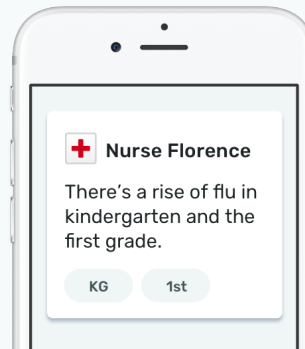 Nurse Florence
There's a rise of flu in
kindergarten and the
first grade.
KG 1st